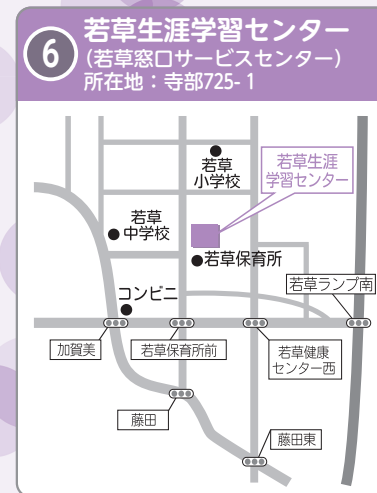 6
若草生涯学習センター
(若草窓口サービスセンター)
所在地：寺部725-1
若草
小学校
若草生涯
学習センター
若草
中学校
若草保育所
コンビニ
若草ランプ南
加賀美
若草保育所前
若草健康
センター西
藤田
藤田東